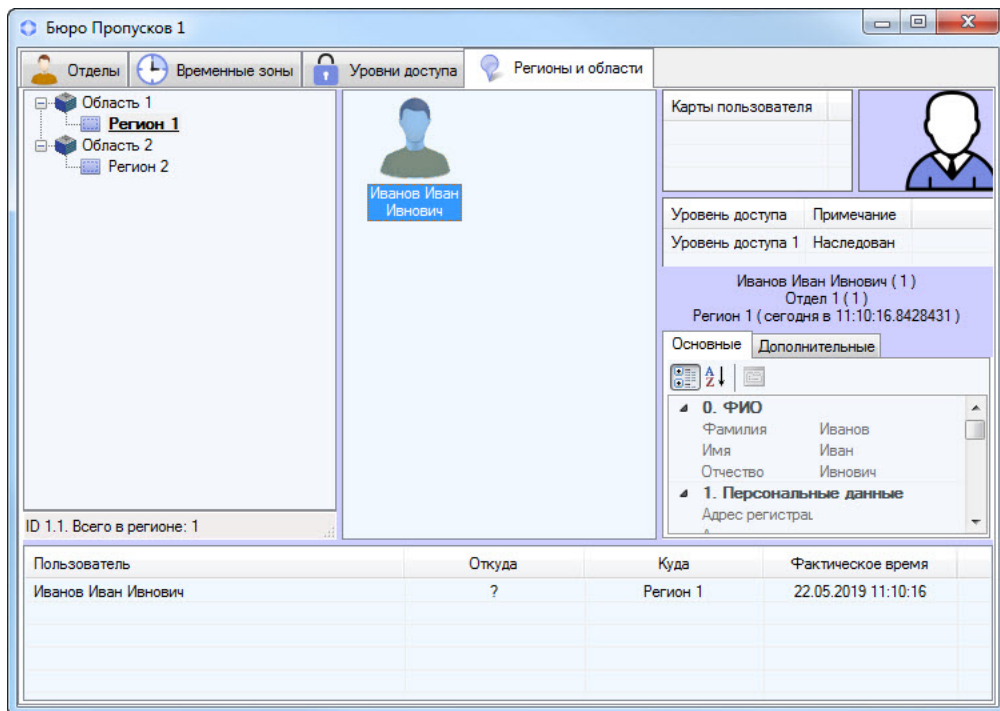 Бюро Пропусков 1
Отделы
Временные зоны
Уровни доступа
Регионы и области
Область 1
Регион 1
Область 2
Регион 2
ID 1.1. Всего в регионе: 1
Иванов Иван
Ивнович
Карты пользователя
Уровень доступа Примечание
Уровень доступа 1 Наследован
Иванов Иван Ивнович ( 1 )
Отдел 1 ( 1 )
Регион 1 ( сегодня в 11:10:16.8428431 )
Основные Дополнительные
0. ФИО
Фамилия Иванов
Имя Иван
Отчество Ивнович
1. Персональные данные
Адрес регистрац
Пользователь Откуда Куда Фактическое время
Иванов Иван Ивнович ? Регион 1 22.05.2019 11:10:16